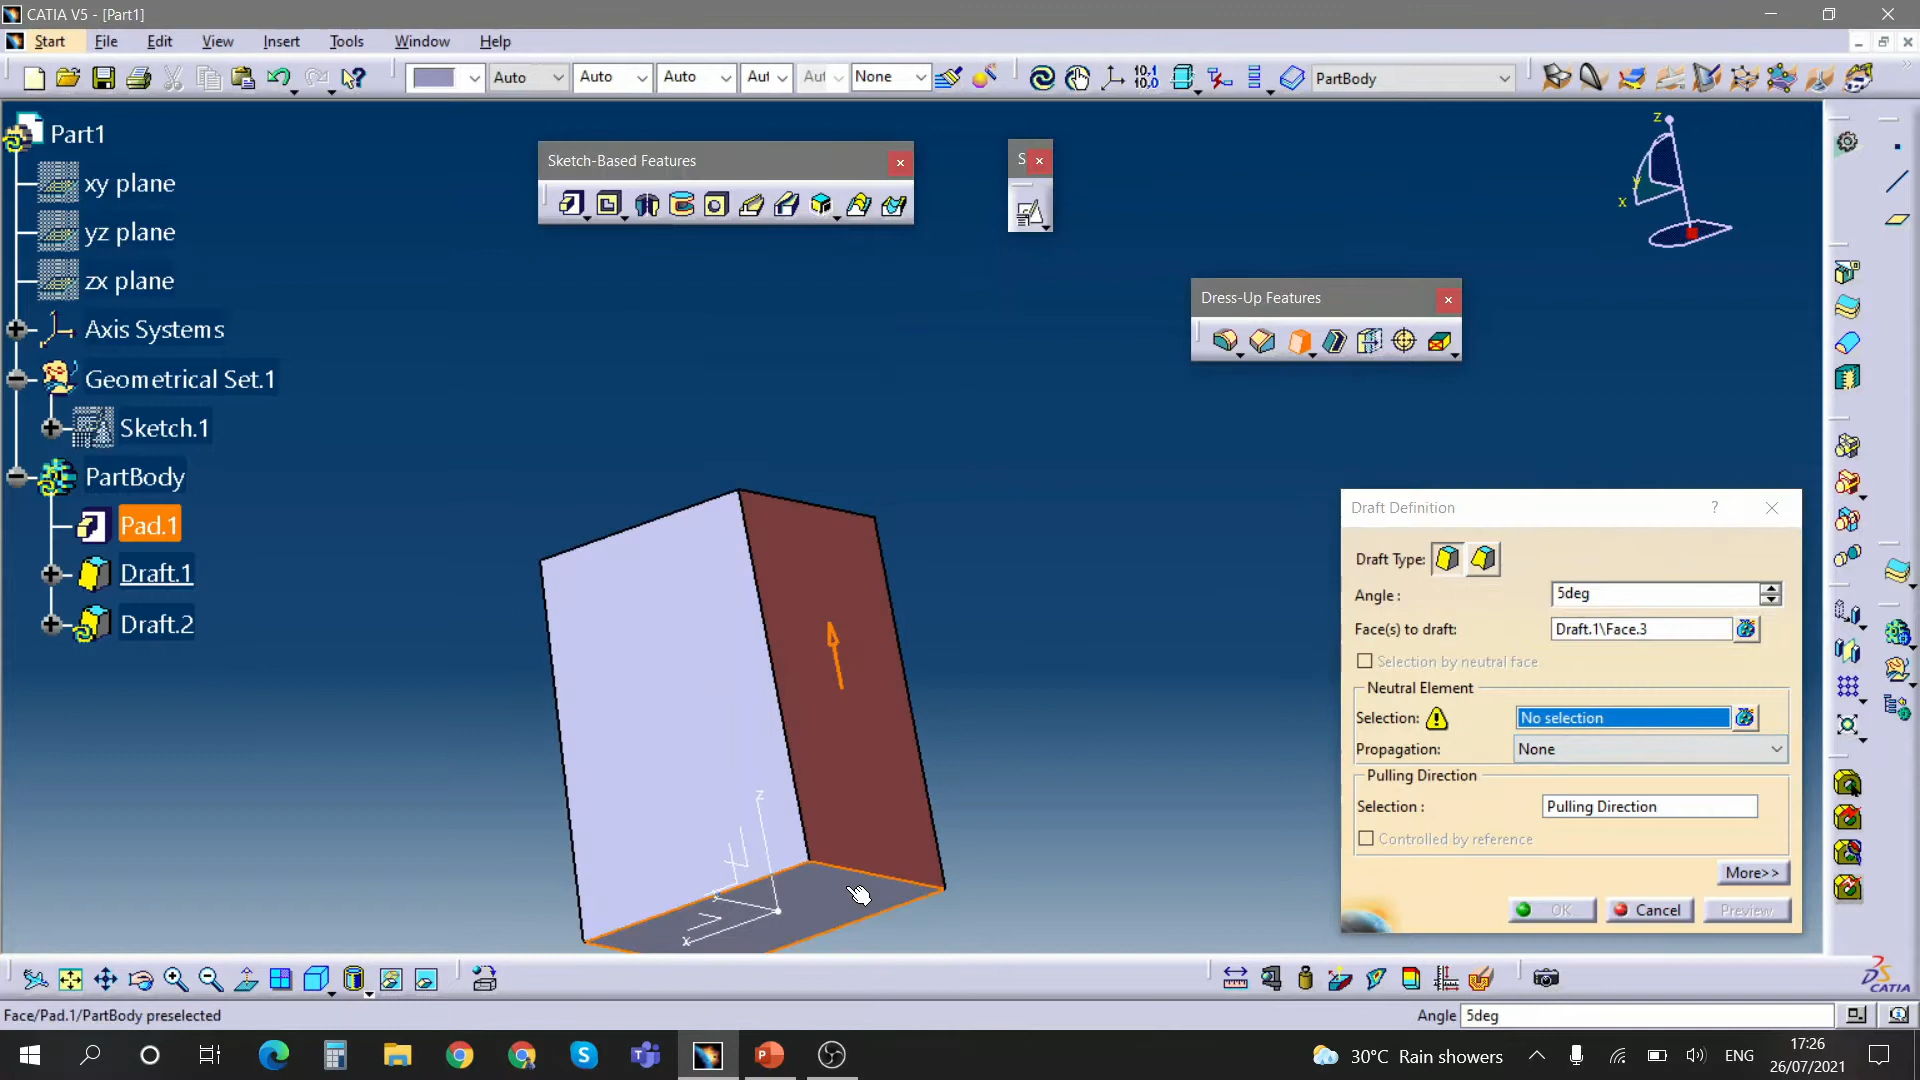 CATIA V5 - [Part1]
Start File Edit View Insert Tools Window Help
Auto Auto Auto Aut Aut None 10.1 10,0 PartBody
Part1
xy plane
yz plane
zx plane
Axis Systems
Geometrical Set.1
Sketch.1
PartBody
Pad.1
Draft.1
Draft.2
Sketch-Based Features
S
Dress-Up Features
z
y
x
z
y
x
Draft Definition ?
Draft Type:
Angle : 5deg
Face(s) to draft: Draft.1\Face.3
Selection by neutral face
Neutral Element
Selection: No selection
Propagation: None
Pulling Direction
Selection : Pulling Direction
Controlled by reference
More>>
OK Cancel Preview
CATIA
Face/Pad.1/PartBody preselected Angle 5deg
30°C Rain showers ENG 17:26
26/07/2021